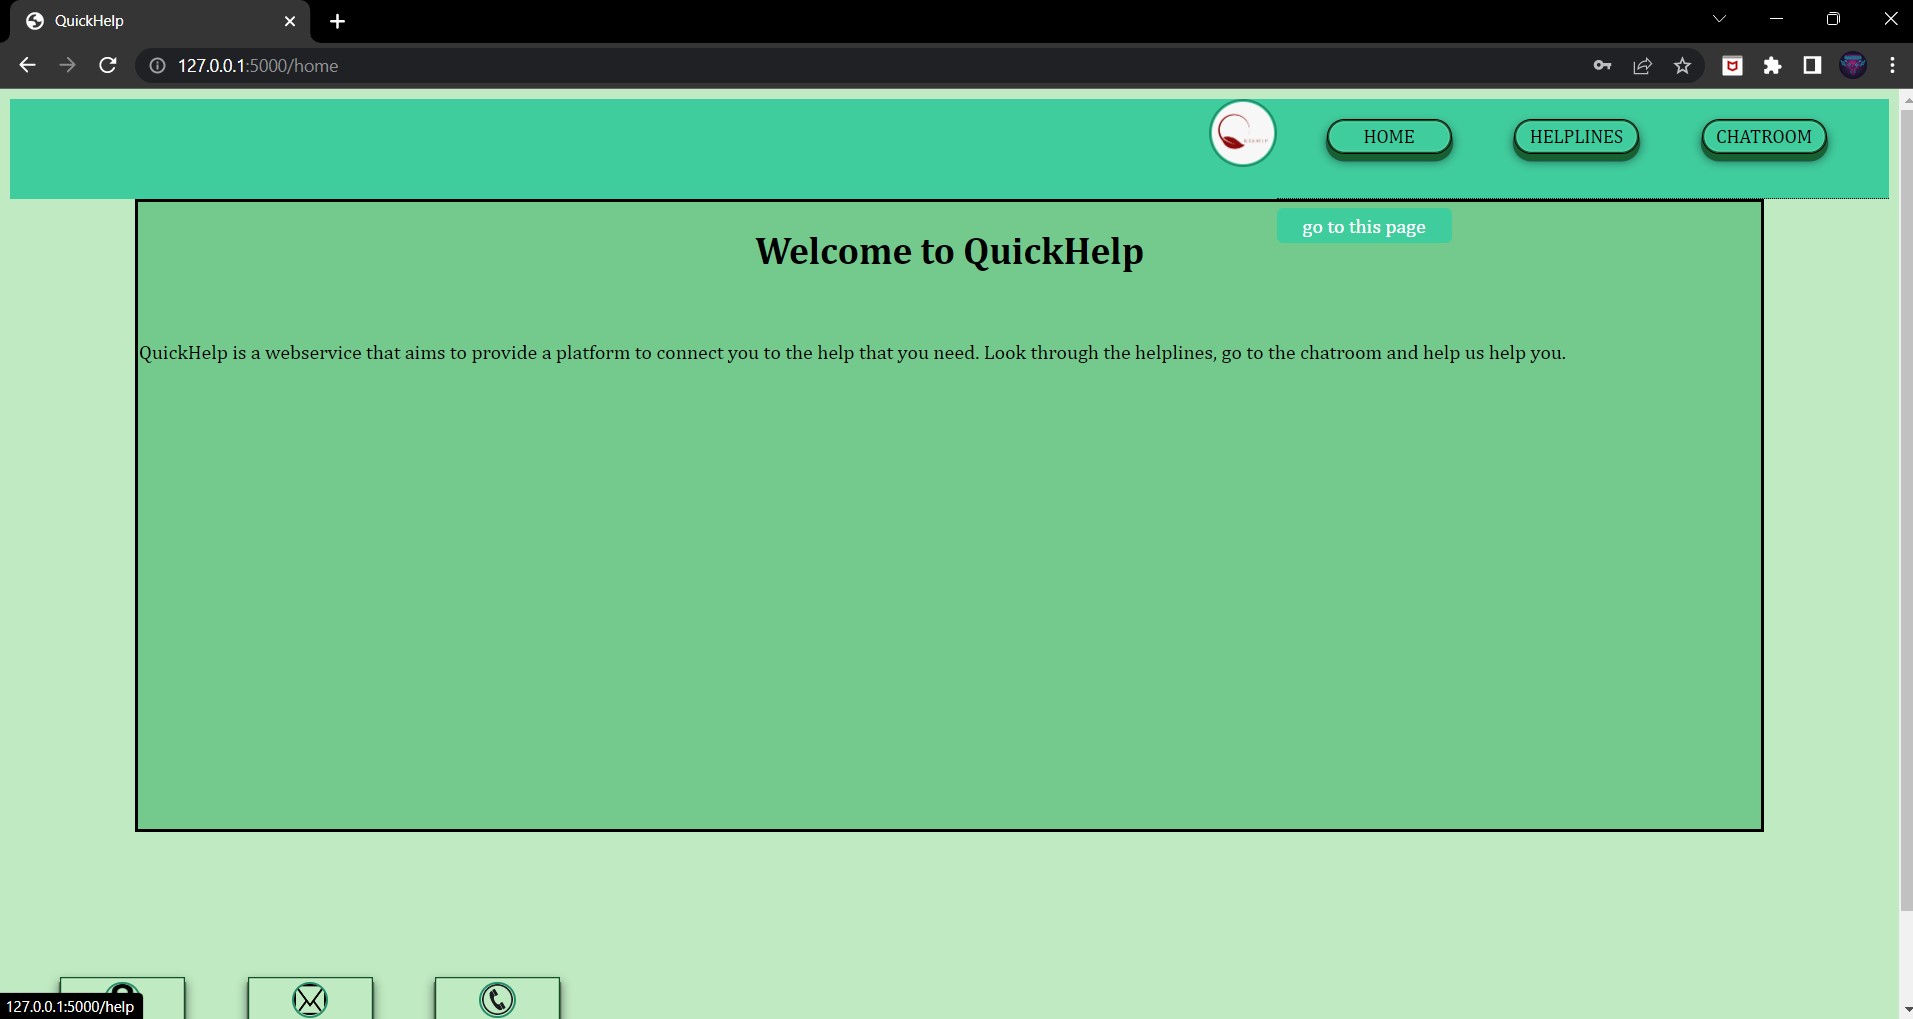 QuickHelp
127.0.0.1:5000/home
HOME
HELPLINES
CHATROOM
go to this page
Welcome to QuickHelp
QuickHelp is a webservice that aims to provide a platform to connect you to the help that you need. Look through the helplines, go to the chatroom and help us help you.
127.0.0.1:5000/help